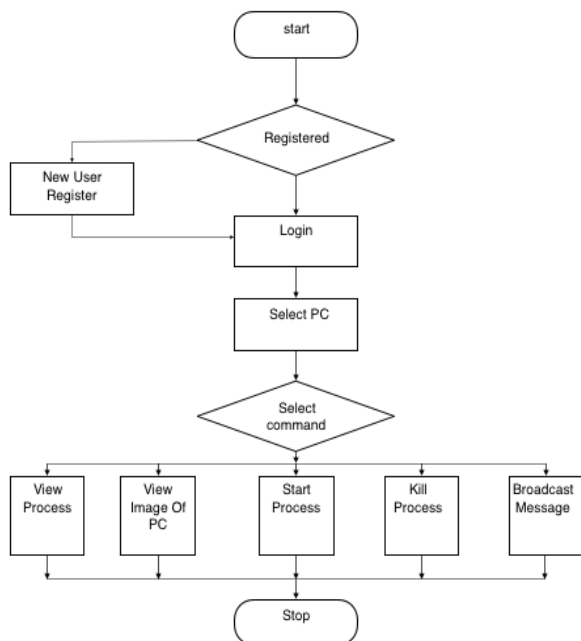 start
Registered
New User
Register
Login
Select PC
Select
command
View
Process
View
Image Of
PC
Start
Process
Kill
Process
Broadcast
Message
Stop